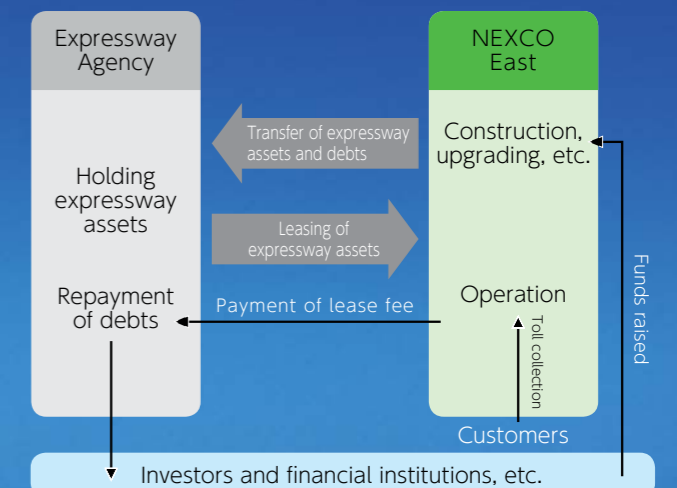 Expressway
Agency
NEXCO
East
Transfer of expressway
assets and debts
Construction,
upgrading, etc.
Holding
expressway
assets
Leasing of
expressway assets
Repayment
of debts
Payment of lease fee
Operation
Toll collection
Funds raised
Customers
Investors and financial institutions, etc.